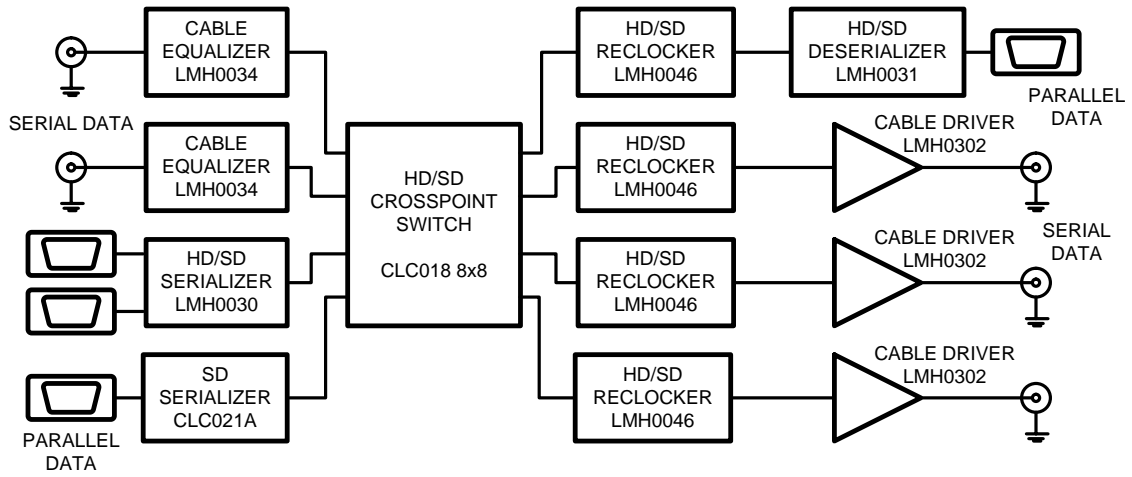 CABLE
EQUALIZER
LMH0034
HD/SD
RECLOCKER
LMH0046
HD/SD
DESERIALIZER
LMH0031
PARALLEL
DATA
SERIAL DATA
CABLE
EQUALIZER
LMH0034
HD/SD
CROSSPOINT
SWITCH
CLC018 8x8
HD/SD
RECLOCKER
LMH0046
CABLE DRIVER
LMH0302
SERIAL
DATA
HD/SD
SERIALIZER
LMH0030
HD/SD
RECLOCKER
LMH0046
CABLE DRIVER
LMH0302
SD
SERIALIZER
CLC021A
PARALLEL
DATA
HD/SD
RECLOCKER
LMH0046
CABLE DRIVER
LMH0302